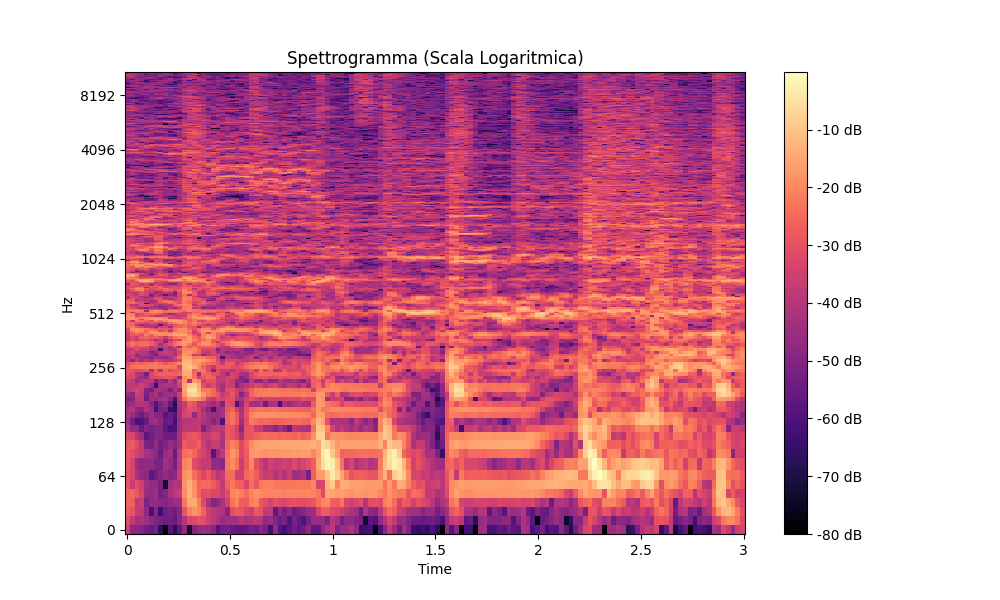 Spettrogramma (Scala Logaritmica)
Hz
8192
4096
2048
1024
512
256
128
64
0
0
0.5
1
1.5
2
2.5
3
Time
-10 dB
-20 dB
-30 dB
-40 dB
-50 dB
-60 dB
-70 dB
-80 dB